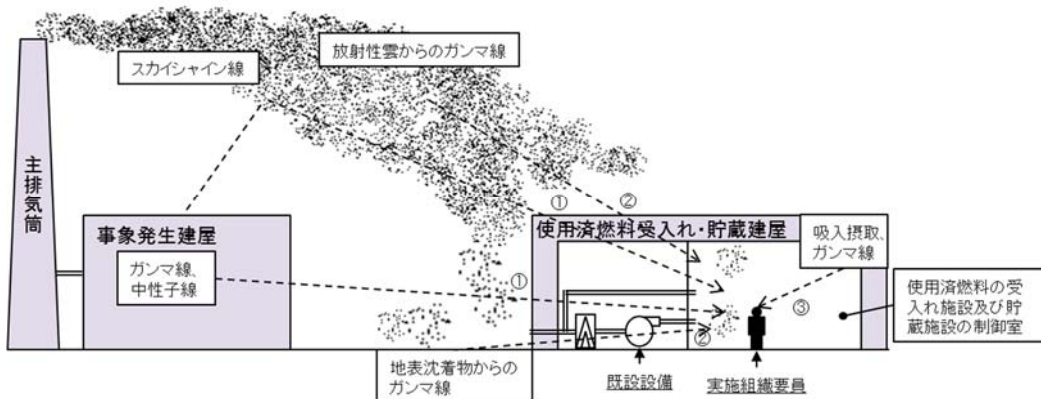 スカイシャイン線
放射性雲からのガンマ線
主排気筒
①
②
事象発生建屋
ガンマ線、
中性子線
①
使用済燃料受入れ・貯蔵建屋
吸入摂取、
ガンマ線
③
使用済燃料の受
入れ施設及び貯
蔵施設の制御室
②
地表沈着物からの
ガンマ線
既設設備
実施組織要員